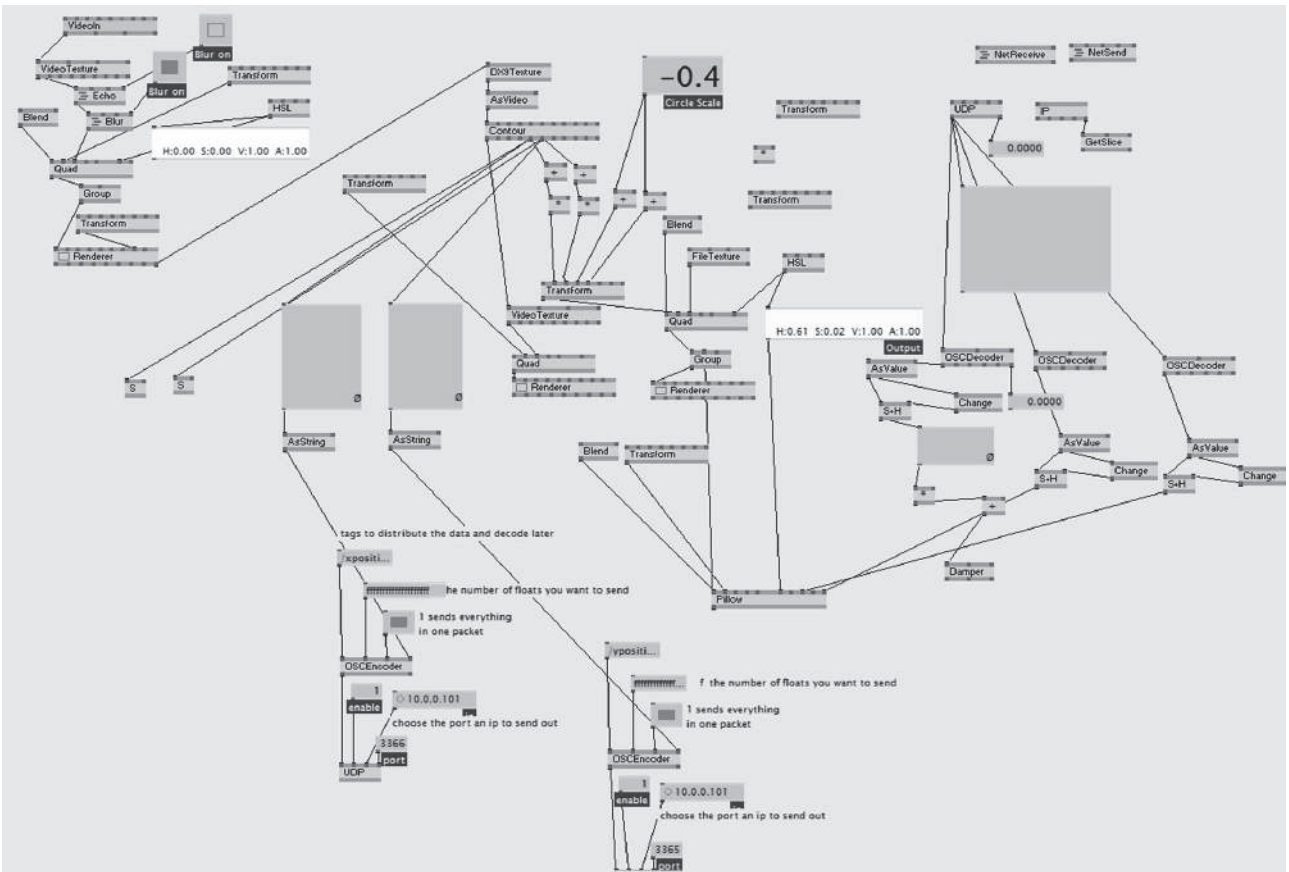 VideoIn
Blur on
VideoTexture
Blur on
Transform
Echo
HSL
Blend
Blur
H:0.00 S:0.00 V:1.00 A:1.00
Quad
Group
Transform
Renderer
DX9Texture
AsVideo
Contour
-0.4
Circle Scale
Transform
÷
÷
*
*
÷
÷
Blend
FileTexture
HSL
Transform
VideoTexture
Quad
H:0.61 S:0.02 V:1.00 A:1.00
Output
Quad
Renderer
Group
Renderer
S
S
Ø
Ø
AsString
AsString
Transform
*
Transform
NetReceive
NetSend
UDP
IP
0.0000
GetSlice
OSCDecoder
OSCDecoder
OSCDecoder
AsValue
Change
0.0000
S+H
Ø
AsValue
Change
S+H
AsValue
Change
S+H
*
÷
Damper
Blend
Transform
Pillow
tags to distribute the data and decode later
/xpositi...
he number of floats you want to send
1 sends everything
in one packet
OSCEncoder
1
enable
10.0.0.101
choose the port an ip to send out
3366
port
UDP
/ypositi...
f the number of floats you want to send
1 sends everything
in one packet
OSCEncoder
1
enable
10.0.0.101
choose the port an ip to send out
3365
port